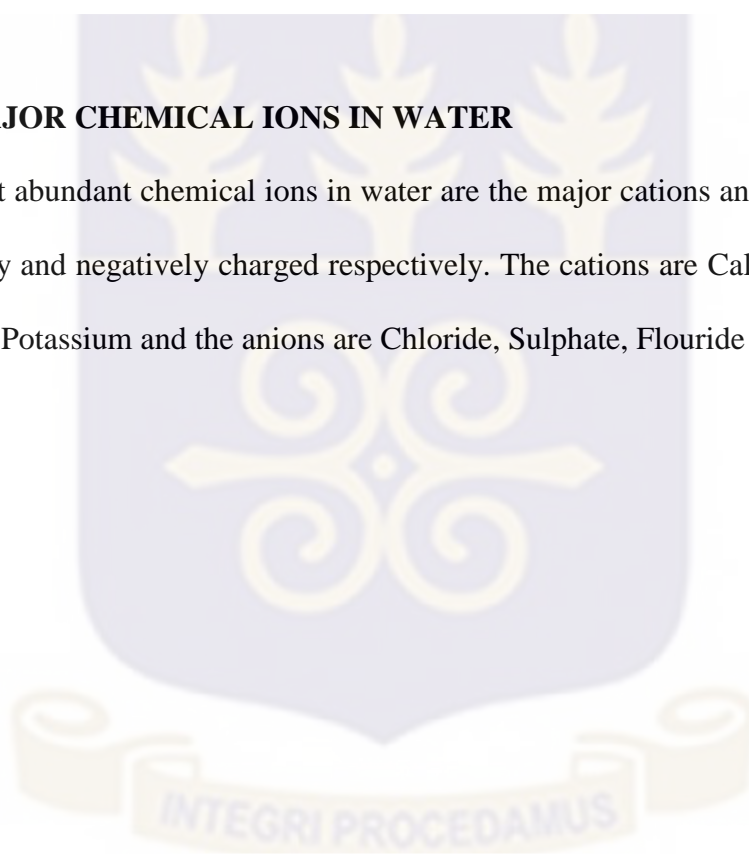 JOR CHEMICAL IONS IN WATER
t abundant chemical ions in water are the major cations an
y and negatively charged respectively. The cations are Cal
Potassium and the anions are Chloride, Sulphate, Flouride
INTEGRI PROCEDAMUS